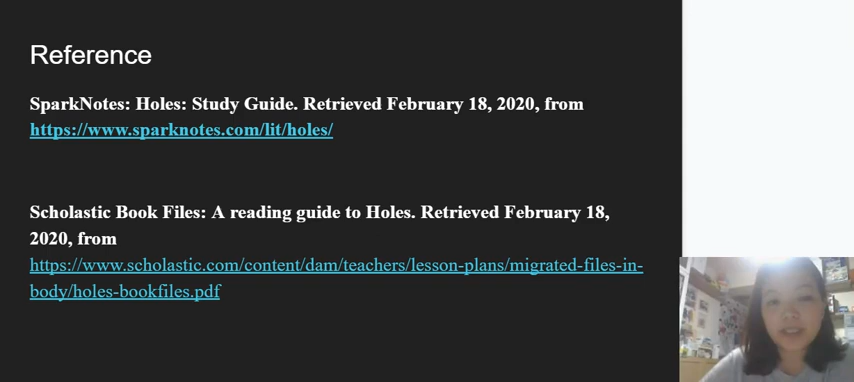 Reference
SparkNotes: Holes: Study Guide. Retrieved February 18, 2020, from
https://www.sparknotes.com/lit/holes/
Scholastic Book Files: A reading guide to Holes. Retrieved February 18,
2020, from
https://www.scholastic.com/content/dam/teachers/lesson-plans/migrated-files-in-
body/holes-bookfiles.pdf